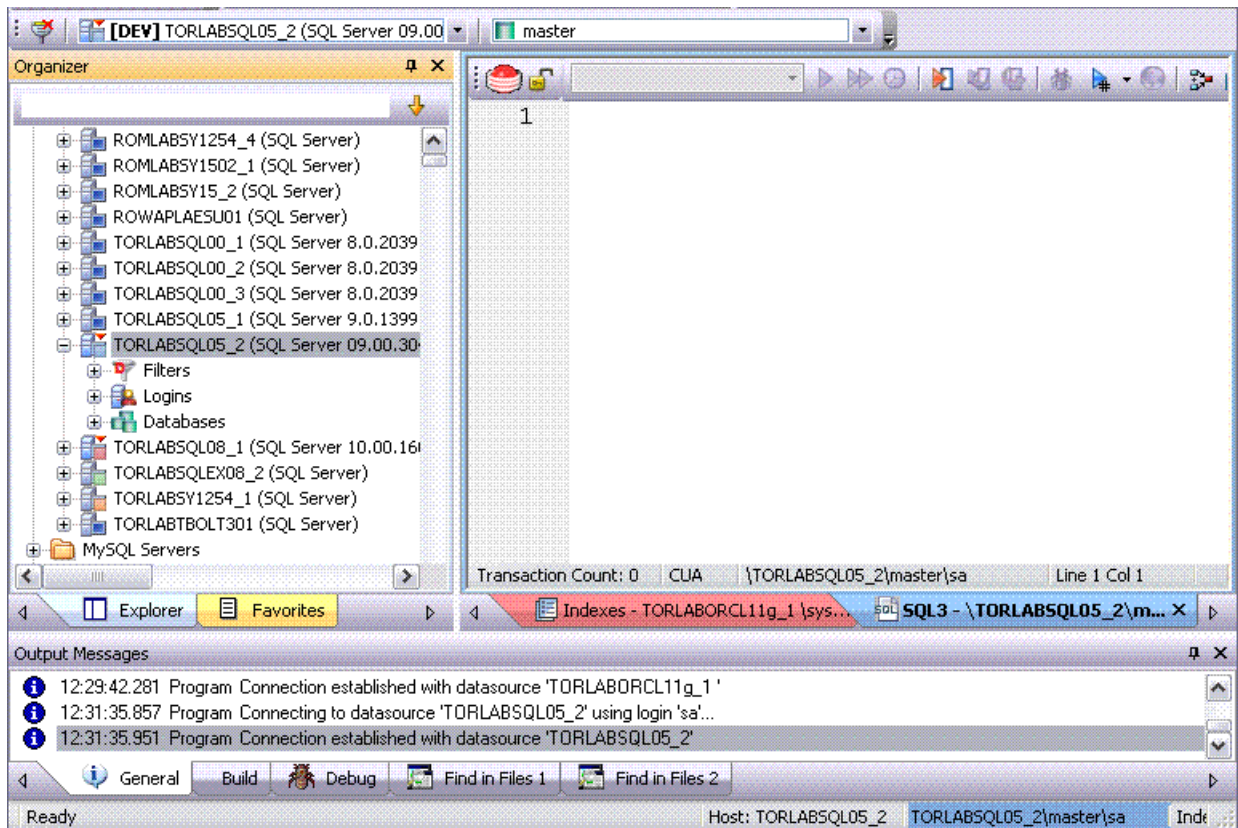 [DEV] TORLABSQL05_2 (SQL Server 09.00 master
Organizer
1
ROMLABSY1254_4 (SQL Server)
ROMLABSY1502_1 (SQL Server)
ROMLABSY15_2 (SQL Server)
ROWAPLAESU01 (SQL Server)
TORLABSQL00_1 (SQL Server 8.0.2039
TORLABSQL00_2 (SQL Server 8.0.2039
TORLABSQL00_3 (SQL Server 8.0.2039
TORLABSQL05_1 (SQL Server 9.0.1399
TORLABSQL05_2 (SQL Server 09.00.30
Filters
Logins
Databases
TORLABSQL08_1 (SQL Server 10.00.16
TORLABSQLEX08_2 (SQL Server)
TORLABSY1254_1 (SQL Server)
TORLABTBOLT301 (SQL Server)
MySQL Servers
Transaction Count: 0 CUA \TORLABSQL05_2\master\sa Line 1 Col 1
Explorer Favorites Indexes - TORLABORCL11g_1 \sys... SQL SQL3 - \TORLABSQL05_2\m...
Output Messages
12:29:42.281 Program Connection established with datasource 'TORLABORCL11g_1 '
12:31:35.857 Program Connecting to datasource 'TORLABSQL05_2' using login 'sa'...
12:31:35.951 Program Connection established with datasource 'TORLABSQL05_2'
General Build Debug Find in Files 1 Find in Files 2
Ready Host: TORLABSQL05_2 TORLABSQL05_2\master\sa Inde